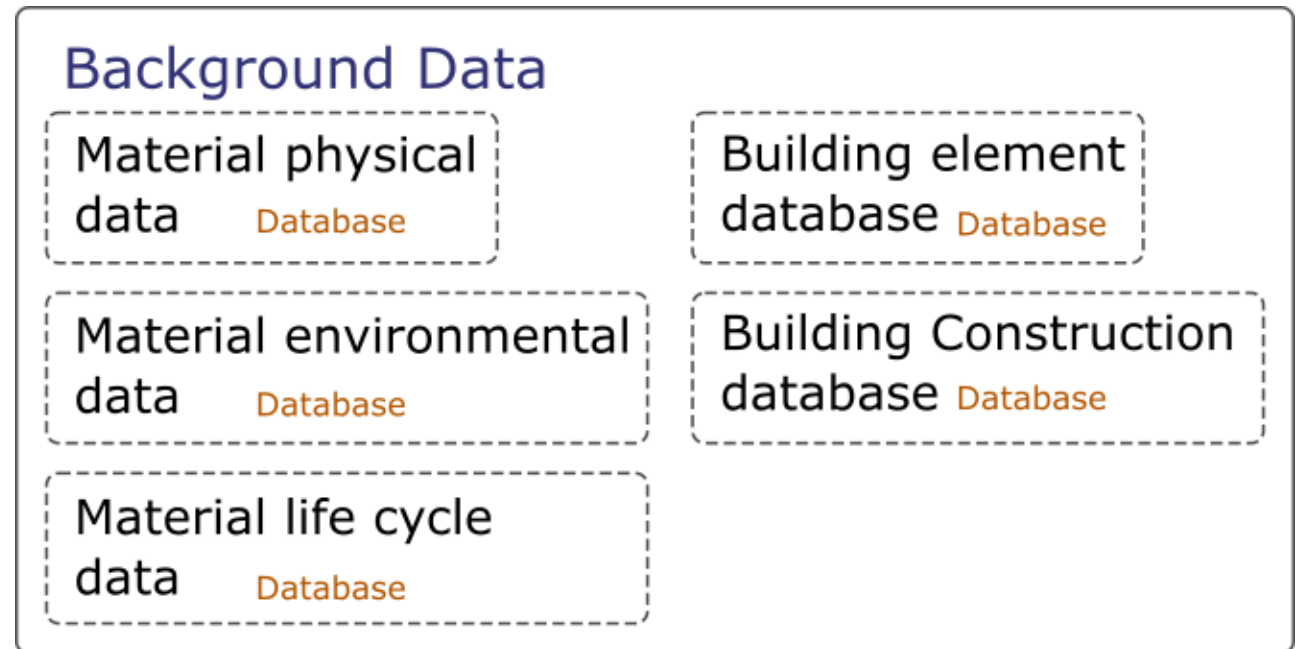 Background Data
Material physical
data Database
Material environmental
data Database
Material life cycle
data Database
Building element
database Database
Building Construction
database Database